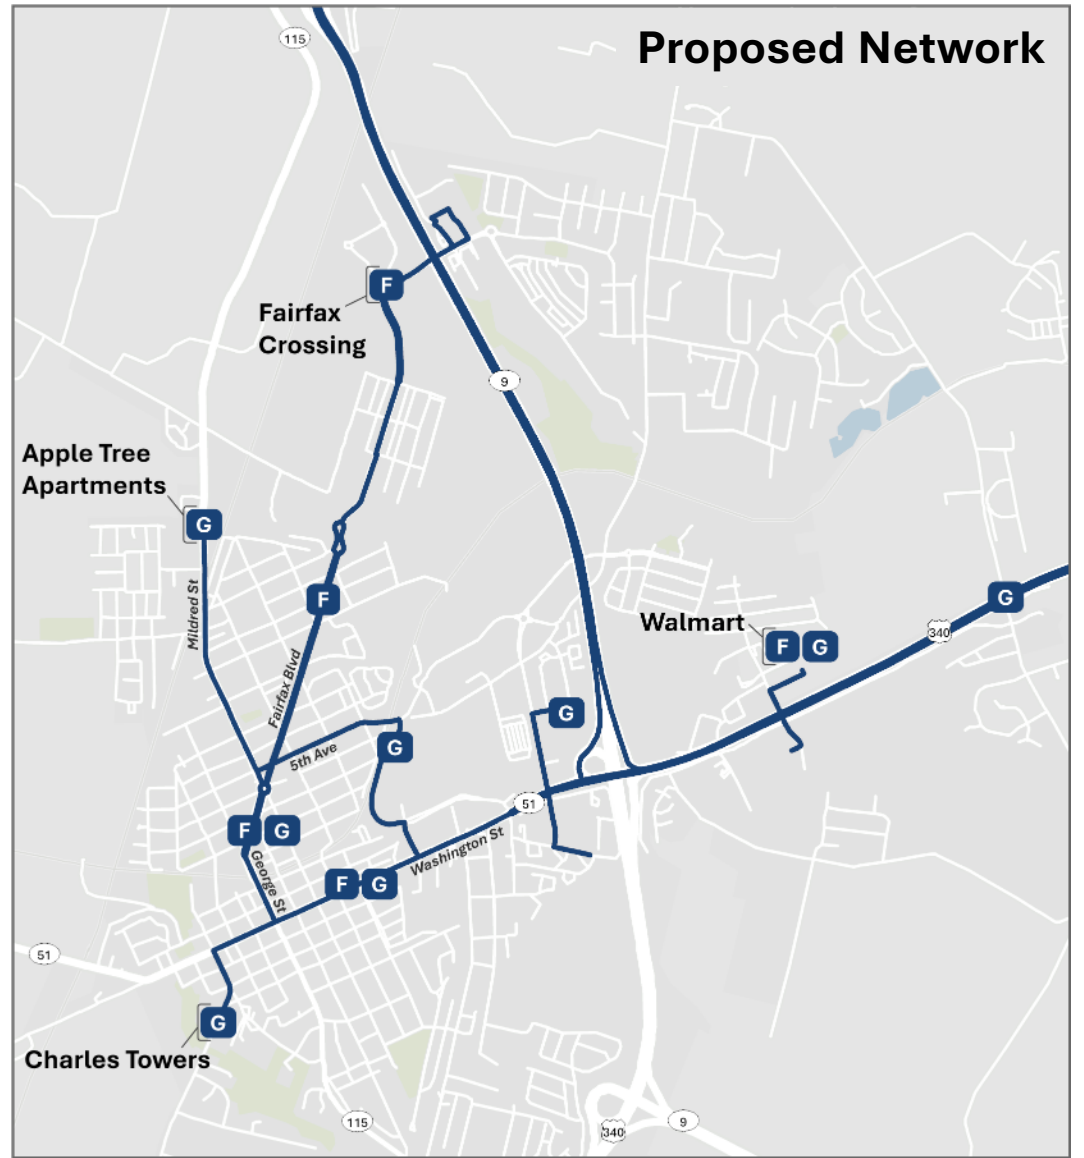 Proposed Network
115
F
Fairfax
Crossing
9
Apple Tree
Apartments
G
Mildred St
F
Fairfax Blvd
G
340
Walmart
F G
G
5th Ave
G
51
F G
George St
Washington St
F G
51
G
Charles Towers
115
340
9